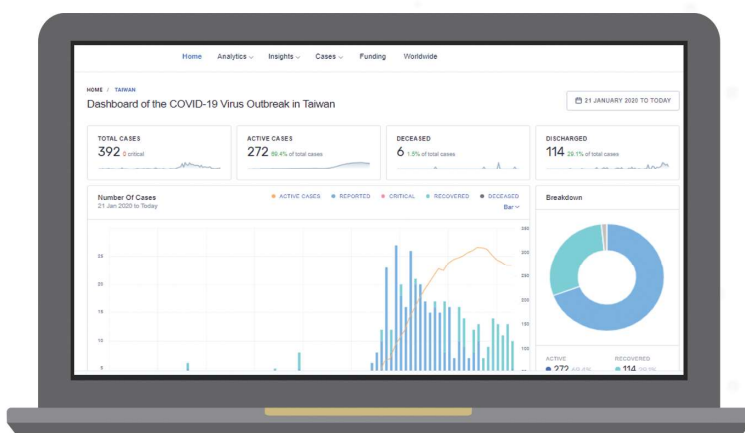 Home Analytics Insights Cases Funding Worldwide
HOME / TAIWAN
Dashboard of the COVID-19 Virus Outbreak in Taiwan
21 JANUARY 2020 TO TODAY
TOTAL CASES
392 0 critical
ACTIVE CASES
272 69.4% of total cases
DECEASED
6 1.5% of total cases
DISCHARGED
114 29.1% of total cases
Number Of Cases
21 Jan 2020 to Today
ACTIVE CASES REPORTED CRITICAL RECOVERED DECEASED
Bar
Breakdown
350
300
25
250
20
200
15
150
10
100
5
ACTIVE RECOVERED
272 114